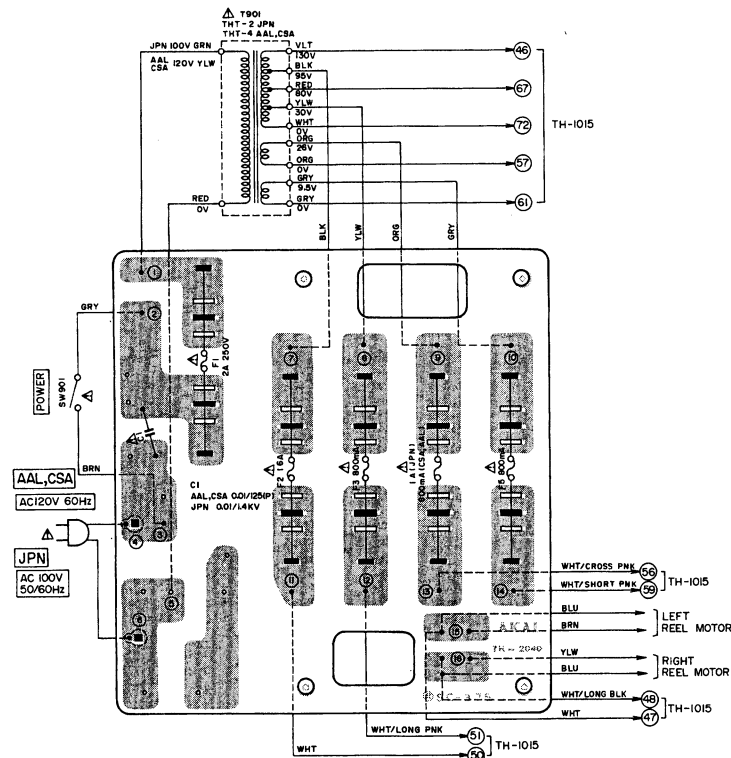 T901
THT-2 JPN
THT-4 AAL,CSA
JPN 100V GRN
AAL
CSA 120V YLW
RED
0V
VLT
130V
BLK
95V
RED
80V
YLW
30V
WHT
0V
ORG
26V
ORG
0V
GRY
9.5V
GRY
0V
46
67
72
57
61
TH-1015
BLK
YLW
ORG
GRY
GRY
POWER
SW901
BRN
AAL,CSA
AC120V 60Hz
JPN
AC 100V
50/60Hz
1
2
3
4
5
6
F1
2A 250V
C1
AAL,CSA 0.01/125(P)
JPN 0.01/1.4KV
7
8
9
10
F2 1.6A
F3 800mA
1A(JPN)
800mA(CSA,AAL)
F5 800mA
11
12
13
14
15
16
AKAI
WHT/CROSS PNK
56
WHT/SHORT PNK
59
TH-1015
BLU
BRN
LEFT
REEL MOTOR
YLW
BLU
RIGHT
REEL MOTOR
WHT/LONG BLK
48
WHT
47
TH-1015
WHT/LONG PNK
51
WHT
50
TH-1015